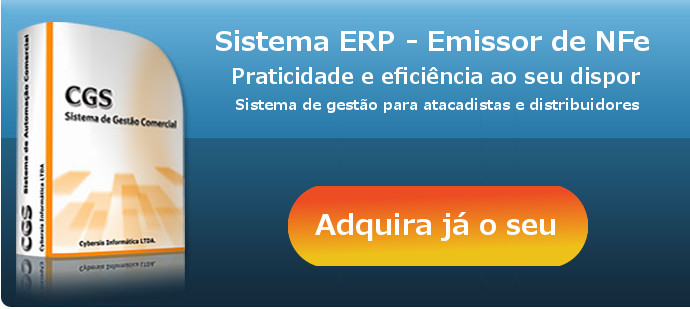 Sistema ERP - Emissor de NFe
Praticidade e eficiência ao seu dispor
Sistema de gestão para atacadistas e distribuidores
CGS
Sistema de Gestão Comercial
Cybersis Informática LTDA.
CGS Sistema de Automação Comercial
Cybersis Informática LTDA
Adquira já o seu